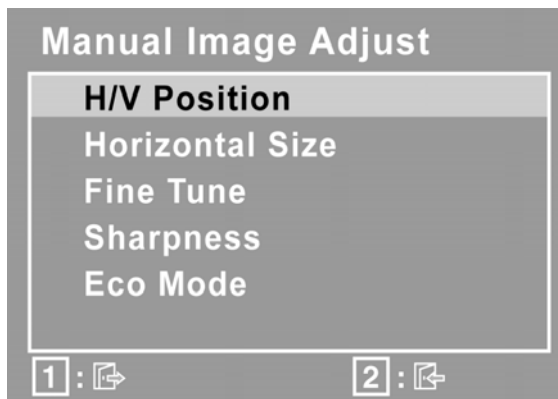 Manual Image Adjust
H/V Position
Horizontal Size
Fine Tune
Sharpness
Eco Mode
1 : 2 :